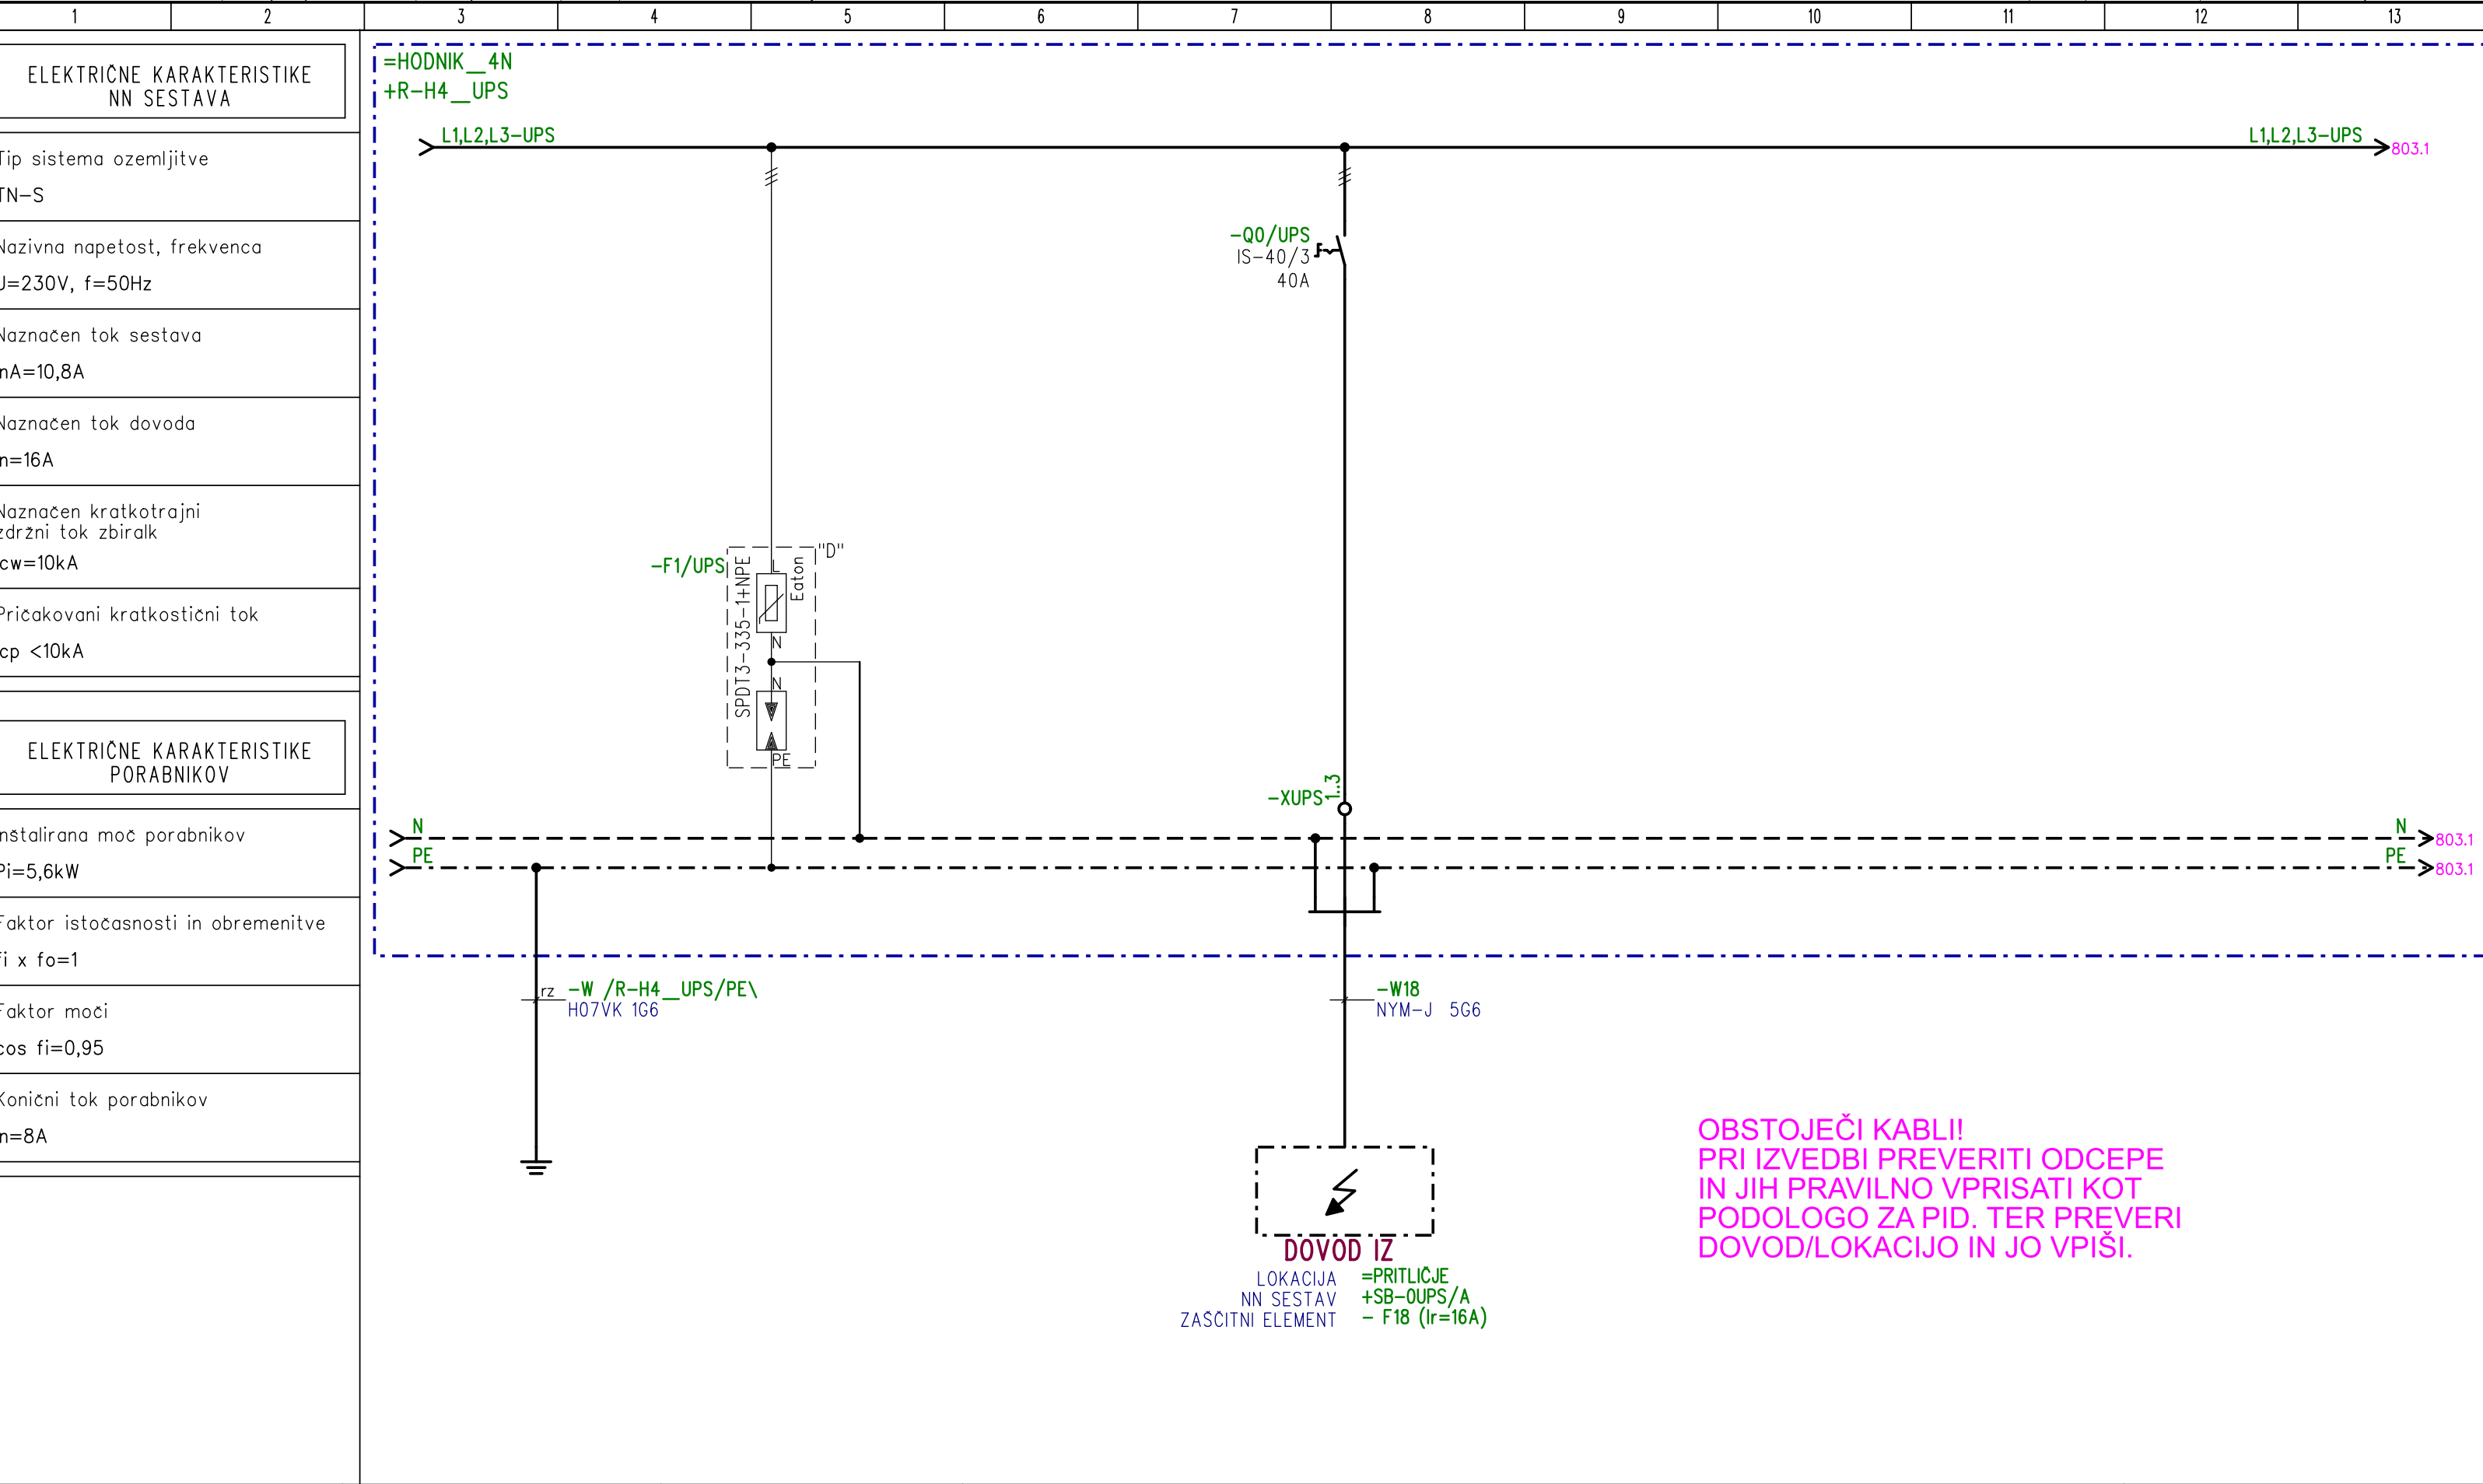 1 2 3 4 5 6 7 8 9 10 11 12 13
ELEKTRIČNE KARAKTERISTIKE
NN SESTAVA
Tip sistema ozemljitve
TN-S
Nazivna napetost, frekvenca
U=230V, f=50Hz
Naznačen tok sestava
nA=10,8A
Naznačen tok dovoda
n=16A
Naznačen kratkotrajni
zdržni tok zbiralk
cw=10kA
Pričakovani kratkostični tok
cp <10kA
ELEKTRIČNE KARAKTERISTIKE
PORABNIKOV
nštalirana moč porabnikov
Pi=5,6kW
Faktor istočasnosti in obremenitve
fi x fo=1
Faktor moči
cos fi=0,95
Konični tok porabnikov
n=8A
=HODNIK__4N
+R-H4__UPS
L1,L2,L3-UPS
L1,L2,L3-UPS
803.1
-Q0/UPS
IS-40/3
40A
-F1/UPS
SPDT3-335-1+NPE
L
Eaton
"D"
N
N
PE
-XUPS
1..3
N
N
803.1
PE
PE
803.1
rz
-W /R-H4__UPS/PE\
H07VK 1G6
-W18
NYM-J 5G6
DOVOD IZ
LOKACIJA =PRITLIČJE
NN SESTAV +SB-0UPS/A
ZAŠČITNI ELEMENT - F18 (Ir=16A)
OBSTOJEČI KABLI!
PRI IZVEDBI PREVERITI ODCEPE
IN JIH PRAVILNO VPRISATI KOT
PODOLOGO ZA PID. TER PREVERI
DOVOD/LOKACIJO IN JO VPIŠI.